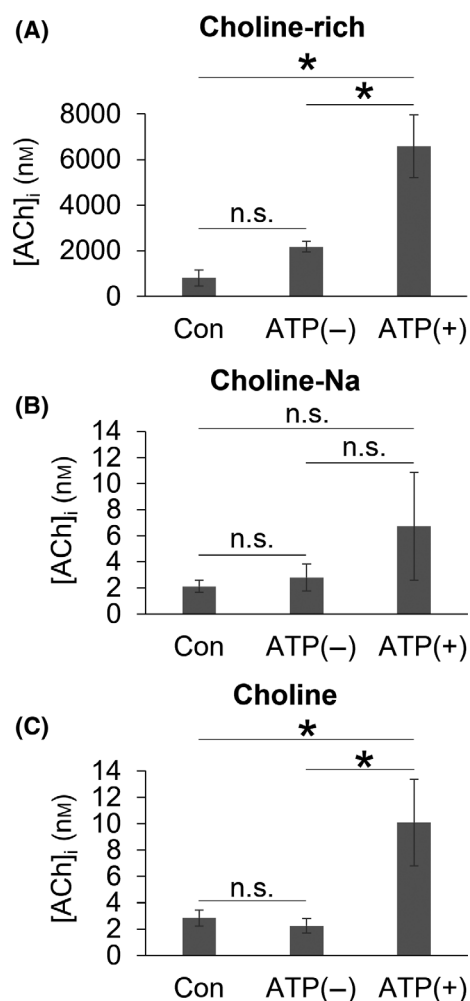 (A) Choline-rich
*
*
n.s.
[ACh]i (nM)
8000
6000
4000
2000
0
Con ATP(–) ATP(+)
(B) Choline-Na
n.s.
n.s.
n.s.
[ACh]i (nM)
14
12
10
8
6
4
2
0
Con ATP(–) ATP(+)
(C) Choline
*
*
n.s.
[ACh]i (nM)
14
12
10
8
6
4
2
0
Con ATP(–) ATP(+)